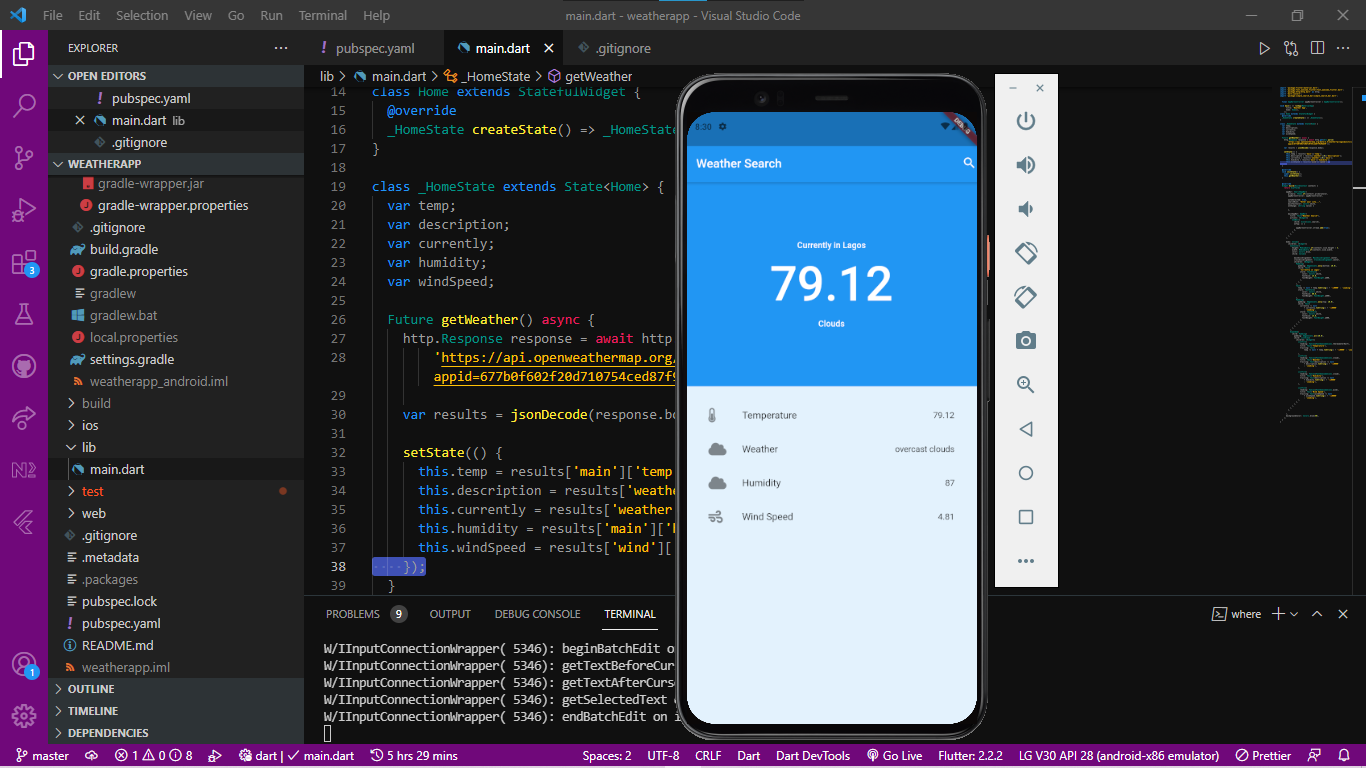 File Edit Selection View Go Run Terminal Help
main.dart - weatherapp - Visual Studio Code
EXPLORER
OPEN EDITORS
! pubspec.yaml
main.dart lib
.gitignore
WEATHERAPP
gradle-wrapper.jar
gradle-wrapper.properties
.gitignore
build.gradle
gradle.properties
gradlew
gradlew.bat
local.properties
settings.gradle
weatherapp_android.iml
build
ios
lib
main.dart
test
web
.gitignore
.metadata
.packages
pubspec.lock
! pubspec.yaml
README.md
weatherapp.iml
OUTLINE
TIMELINE
DEPENDENCIES
3
1
! pubspec.yaml
main.dart
.gitignore
lib > main.dart > _HomeState > getWeather
14 class Home extends StatefulWidget {
15 @override
16 _HomeState createState() => _HomeStat
17 }
18
19 class _HomeState extends State<Home> {
20 var temp;
21 var description;
22 var currently;
23 var humidity;
24 var windSpeed;
25
26 Future getWeather() async {
27 http.Response response = await http
28 'https://api.openweathermap.org/
appid=677b0f602f20d710754ced87f9
29
30 var results = jsonDecode(response.bo
31
32 setState(() {
33 this.temp = results['main']['temp
34 this.description = results['weathe
35 this.currently = results['weather
36 this.humidity = results['main']['h
37 this.windSpeed = results['wind']['
38 });
39 }
8:30
Weather Search
Currently in Lagos
79.12
Clouds
Temperature 79.12
Weather overcast clouds
Humidity 87
Wind Speed 4.81
PROBLEMS 9 OUTPUT DEBUG CONSOLE TERMINAL
where
W/IInputConnectionWrapper( 5346): beginBatchEdit o
W/IInputConnectionWrapper( 5346): getTextBeforeCur
W/IInputConnectionWrapper( 5346): getTextAfterCurs
W/IInputConnectionWrapper( 5346): getSelectedText
W/IInputConnectionWrapper( 5346): endBatchEdit on i
master 1 0 8 dart | main.dart 5 hrs 29 mins
Spaces: 2 UTF-8 CRLF Dart Dart DevTools Go Live Flutter: 2.2.2 LG V30 API 28 (android-x86 emulator) Prettier